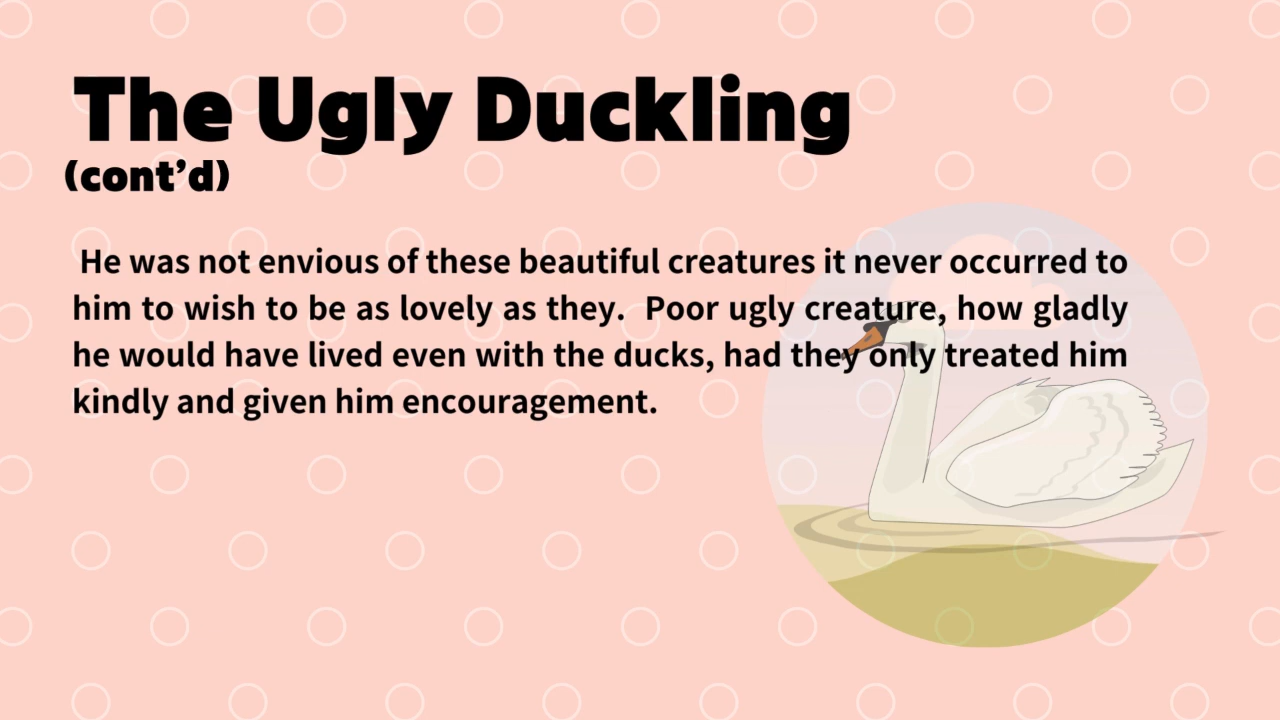 The Ugly Duckling
(cont’d)
He was not envious of these beautiful creatures it never occurred to
him to wish to be as lovely as they. Poor ugly creature, how gladly
he would have lived even with the ducks, had they only treated him
kindly and given him encouragement.